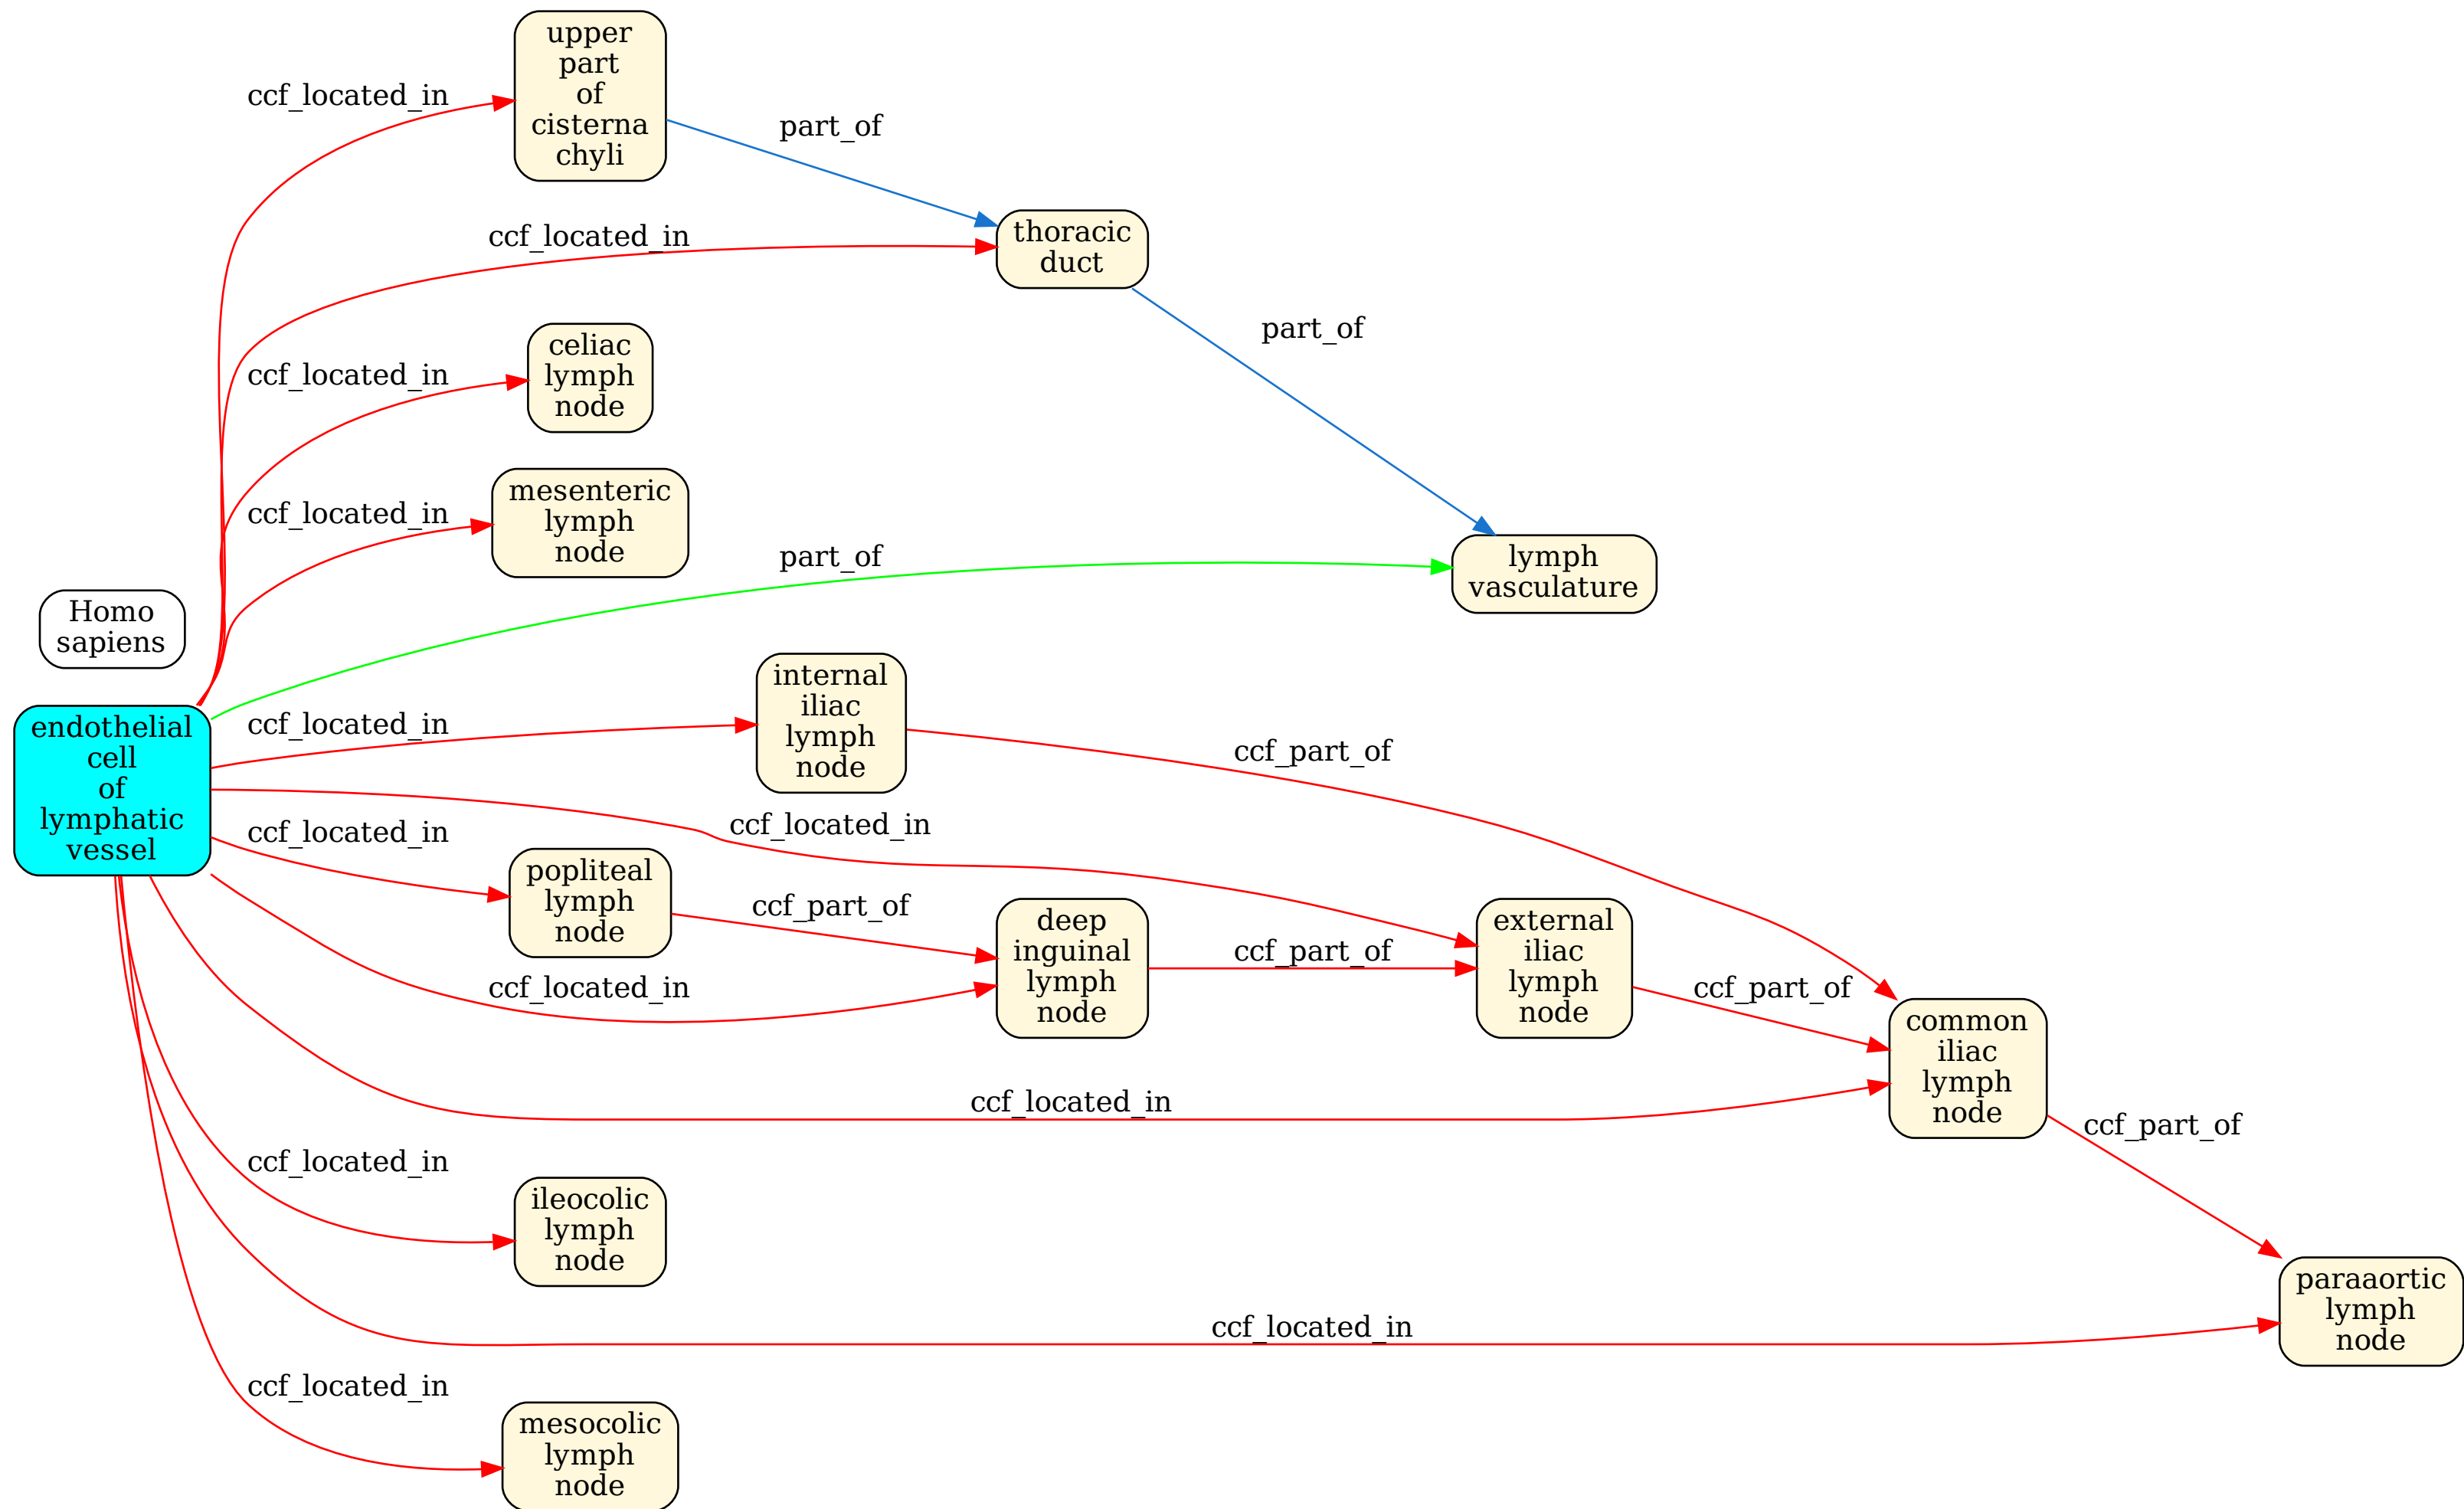 upper
part
of
cisterna
chyli
ccf_located_in
part_of
thoracic
duct
ccf_located_in
part_of
celiac
lymph
node
ccf_located_in
mesenteric
lymph
node
ccf_located_in
lymph
vasculature
part_of
Homo
sapiens
internal
iliac
lymph
node
ccf_located_in
ccf_part_of
endothelial
cell
of
lymphatic
vessel
ccf_located_in
ccf_located_in
popliteal
lymph
node
ccf_part_of
deep
inguinal
lymph
node
ccf_part_of
external
iliac
lymph
node
ccf_located_in
ccf_part_of
common
iliac
lymph
node
ccf_located_in
ccf_part_of
ccf_located_in
ileocolic
lymph
node
paraaortic
lymph
node
ccf_located_in
ccf_located_in
mesocolic
lymph
node